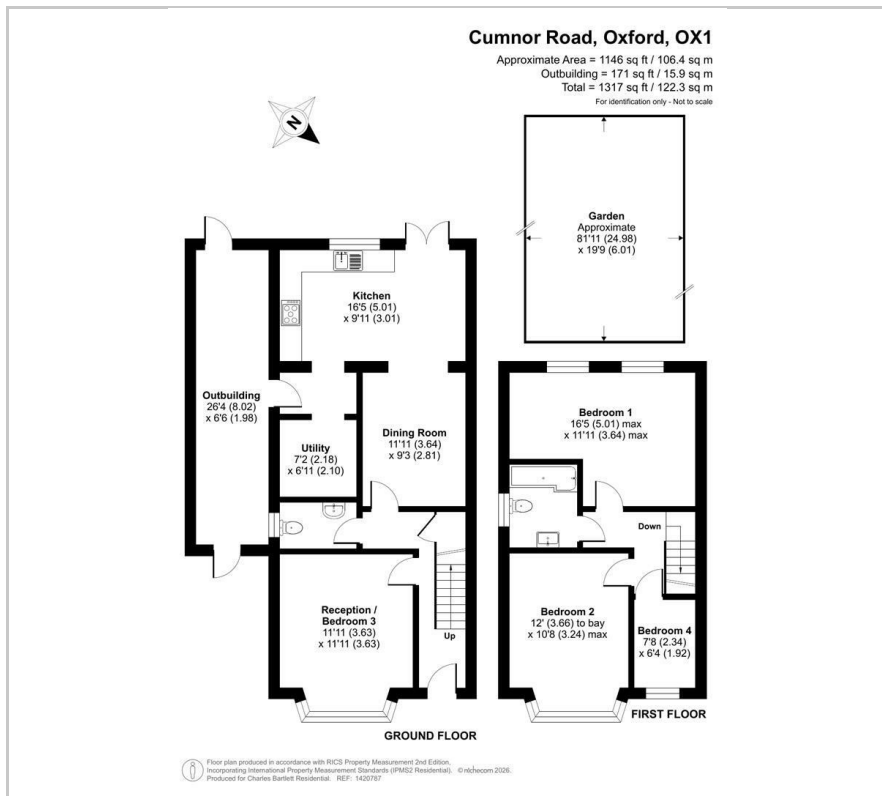 Cumnor Road, Oxford, OX1
Approximate Area = 1146 sq ft / 106.4 sq m
Outbuilding = 171 sq ft / 15.9 sq m
Total = 1317 sq ft / 122.3 sq m
For identification only - Not to scale
N
Garden
Approximate
81'11 (24.98)
x 19'9 (6.01)
Kitchen
16'5 (5.01)
x 9'11 (3.01)
Outbuilding
26'4 (8.02)
x 6'6 (1.98)
Dining Room
11'11 (3.64)
x 9'3 (2.81)
Utility
7'2 (2.18)
x 6'11 (2.10)
Reception /
Bedroom 3
11'11 (3.63)
x 11'11 (3.63)
Up
GROUND FLOOR
Bedroom 1
16'5 (5.01) max
x 11'11 (3.64) max
Down
Bedroom 2
12' (3.66) to bay
x 10'8 (3.24) max
Bedroom 4
7'8 (2.34)
x 6'4 (1.92)
FIRST FLOOR
Floor plan produced in accordance with RICS Property Measurement 2nd Edition,
Incorporating International Property Measurement Standards (IPMS2 Residential). © nichecom 2026.
Produced for Charles Bartlett Residential. REF: 1420787